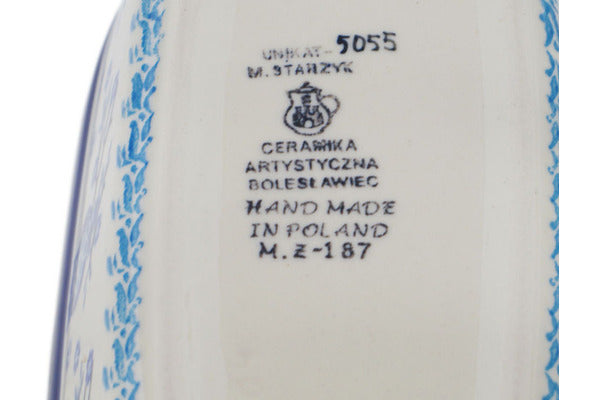 UNIKAT-5055
M.STARZYK
CERAMIKA
ARTYSTYCZNA
BOLESŁAWIEC
HAND MADE
IN POLAND
M.Z-187